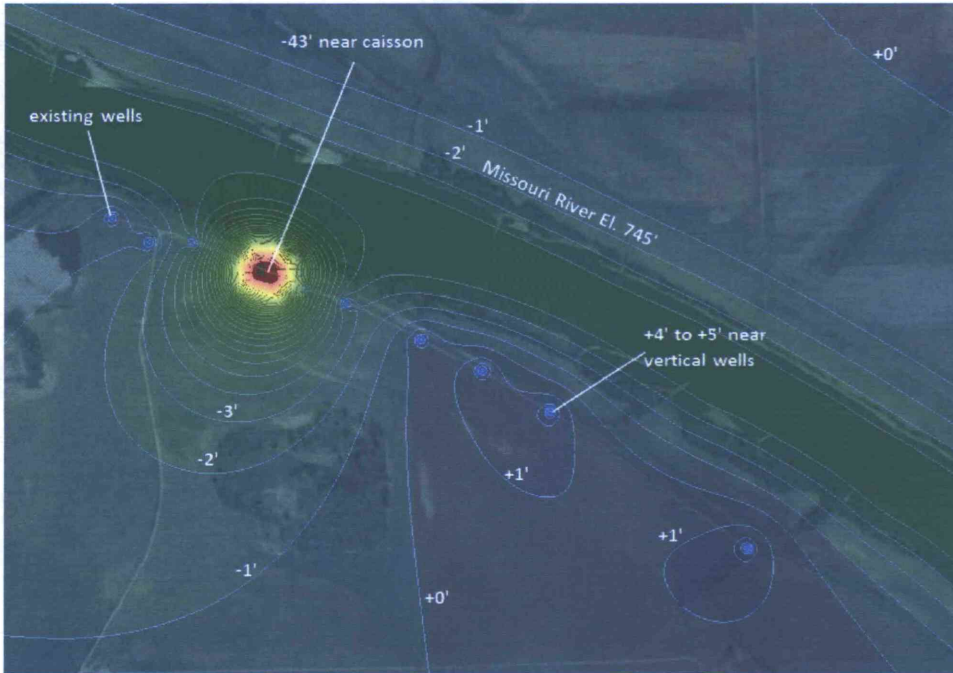 -43' near caisson
+0'
existing wells
-1'
-2'
Missouri River El. 745'
+4' to +5' near
vertical wells
-3'
-2'
+1'
+1'
-1'
+0'